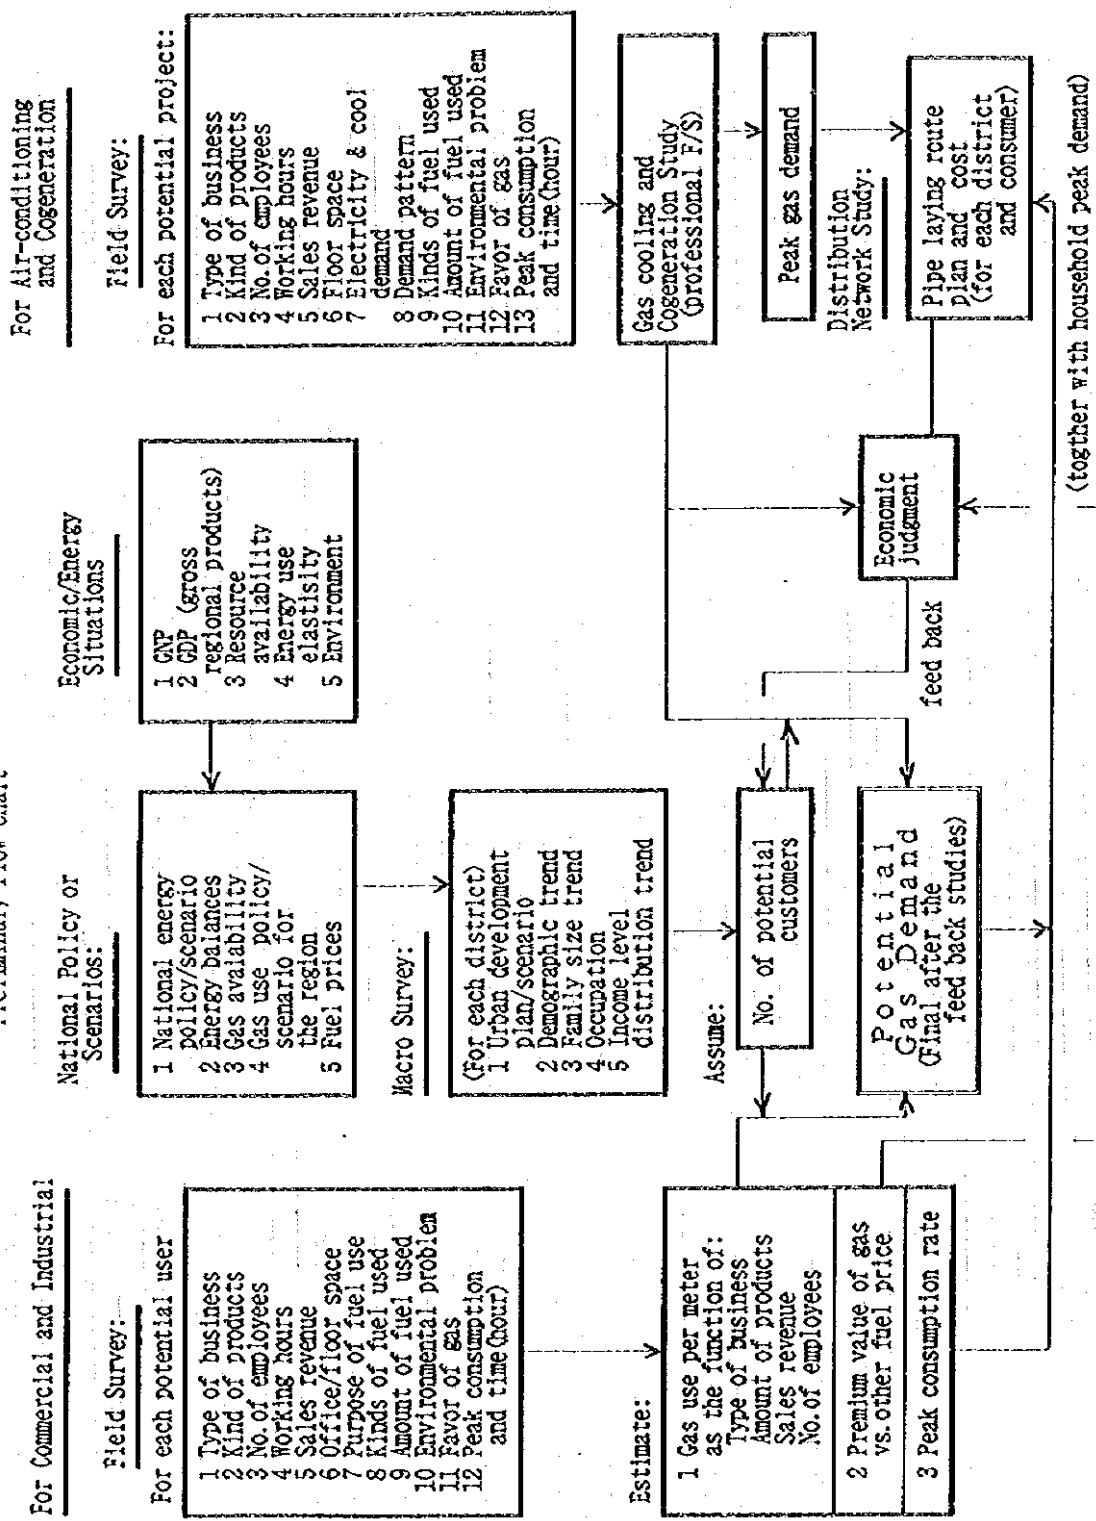 For Commercial and Industrial
Field Survey:
For each potential user
1 Type of business
2 Kind of products
3 No.of employees
4 Working hours
5 Sales revenue
6 Office/floor space
7 Purpose of fuel use
8 Kinds of fuel used
9 Amount of fuel used
10 Environmental problem
11 Favor of gas
12 Peak consumption
and time(hour)
Estimate:
1 Gas use per meter
as the function of:
Type of business
Amount of products
Sales revenue
No.of employees
2 Premium value of gas
vs.other fuel price
3 Peak consumption rate
Flow Chart
National Policy or
Scenarios:
1 National energy
policy/scenario
2 Energy balances
3 Gas avalability
4 Gas use policy/
scenario for
the region
5 Fuel prices
Macro Survey:
(For each district)
1 Urban development
plan/scenario
2 Demographic trend
3 Family size trend
4 Occupation
5 Income level
distribution trend
Assume:
No. of potential
customers
Potential
Gas Demand
(Final after the
feed back studies)
Economic/Energy
Situations
1 GNP
2 GDP (gross
regional products)
3 Resource
availability
4 Energy use
elastisity
5 Environment
feed back
Economic
judgment
For Air-conditioning
and Cogeneration
Field Survey:
For each potential project:
1 Type of business
2 Kind of products
3 No.of employees
4 Working hours
5 Sales revenue
6 Floor space
7 Electricity & cool
demand
8 Demand pattern
9 Kinds of fuel used
10 Amount of fuel used
11 Environmental problem
12 Favor of gas
13 Peak consumption
and time(hour)
Gas cooling and
Cogeneration Study
(professional F/S)
Peak gas demand
Distribution
Network Study:
Pipe laying route
plan and cost
(for each district
and consumer)
(togther with household peak demand)